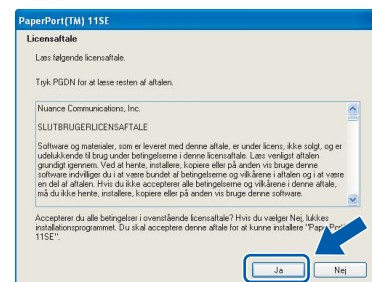 PaperPort(TM) 11SE
Licensaftale
Læs følgende licensaftale.
Tryk PGDN for at læse resten af aftalen.
Nuance Communications, Inc.
SLUTBRUGERLICENSAFTALE
Software og materialer, som er leveret med denne aftale, er under licens, ikke solgt, og er
udelukkende til brug under betingelserne i denne licensaftale. Læs venligst aftalen
grundigt igennem. Ved at hente, installere, kopiere eller på anden vis bruge denne
software indvilliger du i at være bundet af betingelserne og vilkårene i aftalen og i at være
en del af aftalen. Hvis du ikke accepterer alle betingelserne og vilkårene i denne aftale,
må du ikke hente, installere, kopiere eller på anden vis bruge denne software.
Accepterer du alle betingelser i ovenstående licensaftale? Hvis du vælger Nej, lukkes
installationsprogrammet. Du skal acceptere denne aftale for at kunne installere "PaperPort
11SE".
Ja
Nej